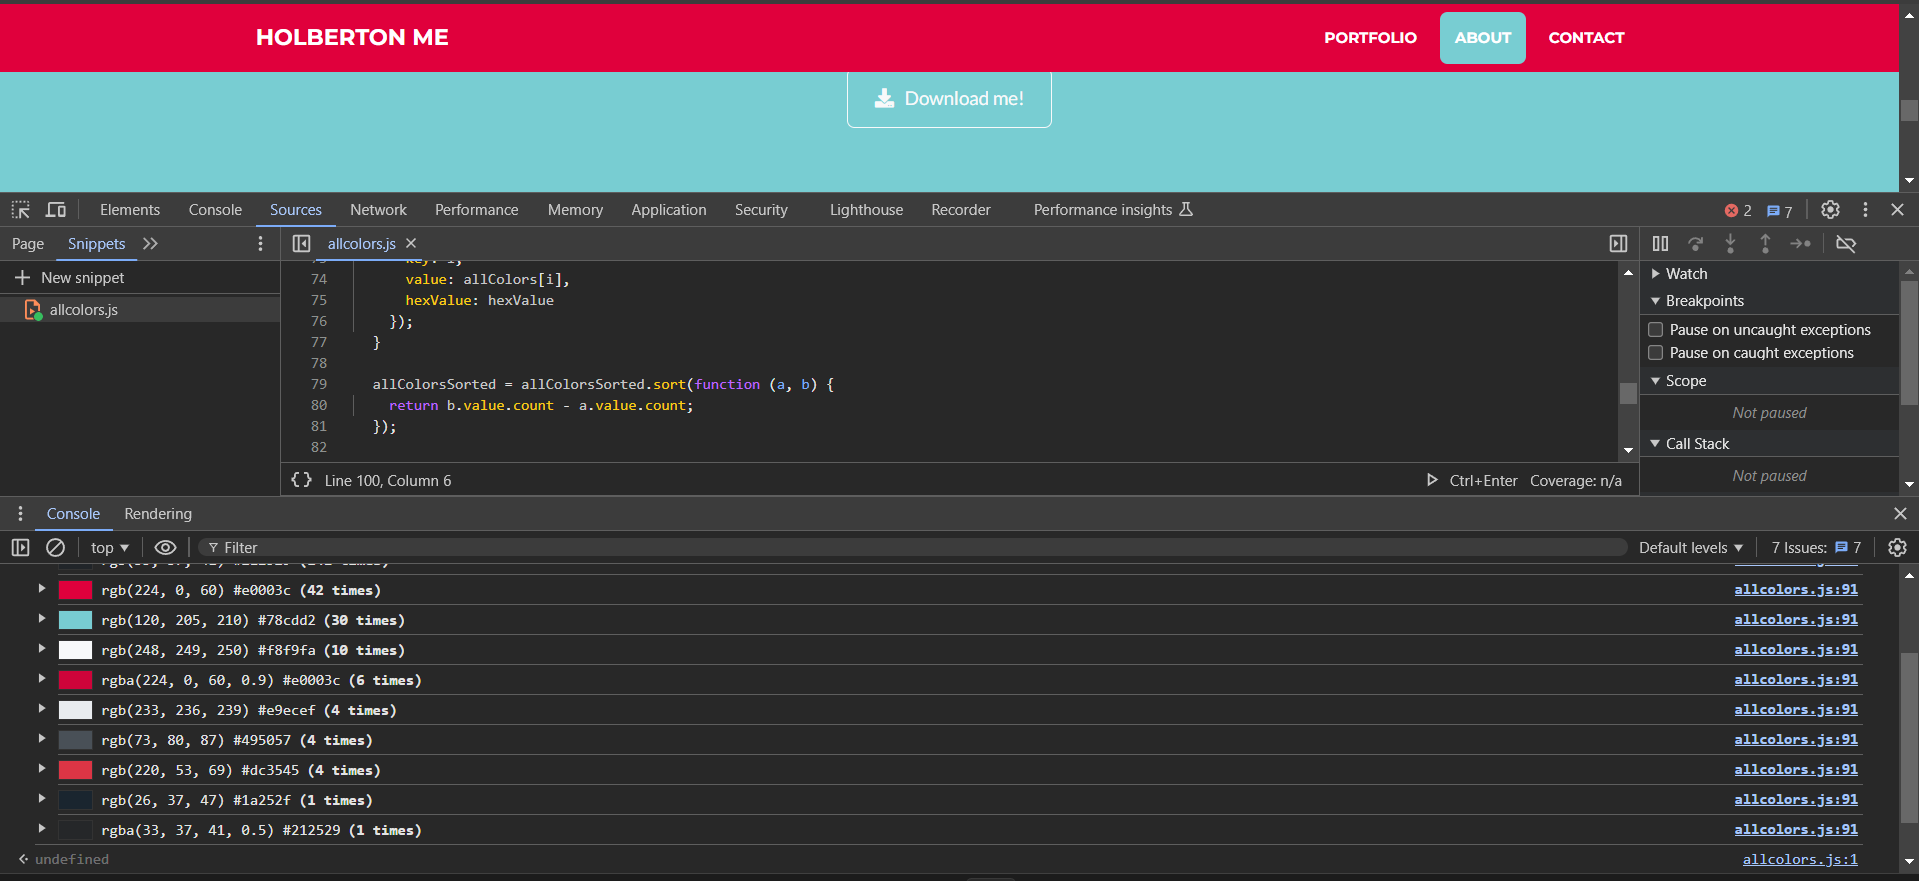 HOLBERTON ME
PORTFOLIO ABOUT CONTACT
Download me!
Elements Console Sources Network Performance Memory Application Security Lighthouse Recorder Performance insights 2 7
Page Snippets
allcolors.js
New snippet
allcolors.js
74 value: allColors[i],
75 hexValue: hexValue
76 });
77 }
78
79 allColorsSorted = allColorsSorted.sort(function (a, b) {
80 return b.value.count - a.value.count;
81 });
82
{} Line 100, Column 6
Ctrl+Enter Coverage: n/a
Watch
Breakpoints
Pause on uncaught exceptions
Pause on caught exceptions
Scope
Not paused
Call Stack
Not paused
Console Rendering
top Filter Default levels 7 Issues: 7
rgb(224, 0, 60) #e0003c (42 times) allcolors.js:91
rgb(120, 205, 210) #78cdd2 (30 times) allcolors.js:91
rgb(248, 249, 250) #f8f9fa (10 times) allcolors.js:91
rgba(224, 0, 60, 0.9) #e0003c (6 times) allcolors.js:91
rgb(233, 236, 239) #e9ecef (4 times) allcolors.js:91
rgb(73, 80, 87) #495057 (4 times) allcolors.js:91
rgb(220, 53, 69) #dc3545 (4 times) allcolors.js:91
rgb(26, 37, 47) #1a252f (1 times) allcolors.js:91
rgba(33, 37, 41, 0.5) #212529 (1 times) allcolors.js:91
undefined allcolors.js:1